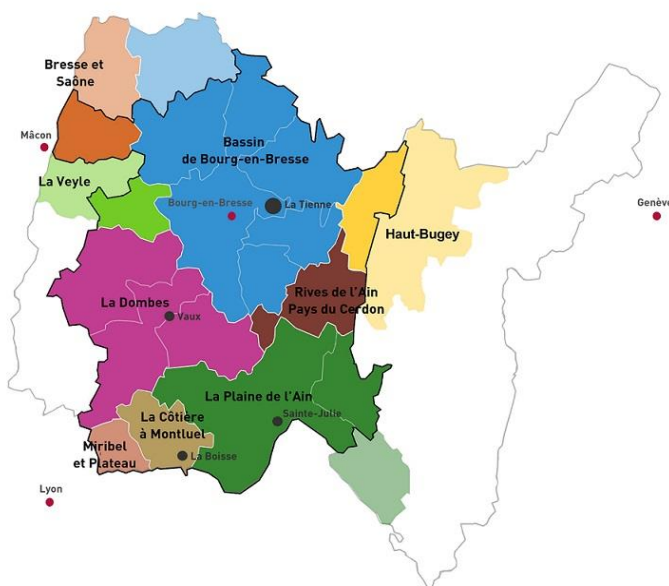 Bresse et
Saône
Mâcon
Bassin
de Bourg-en-Bresse
La Veyle
Bourg-en-Bresse
La Tienne
Genève
Haut-Bugey
Rives de l'Ain
Pays du Cerdon
La Dombes
Vaux
La Plaine de l'Ain
La Côtière
à Montluel
Sainte-Julie
Miribel
et Plateau
La Boisse
Lyon